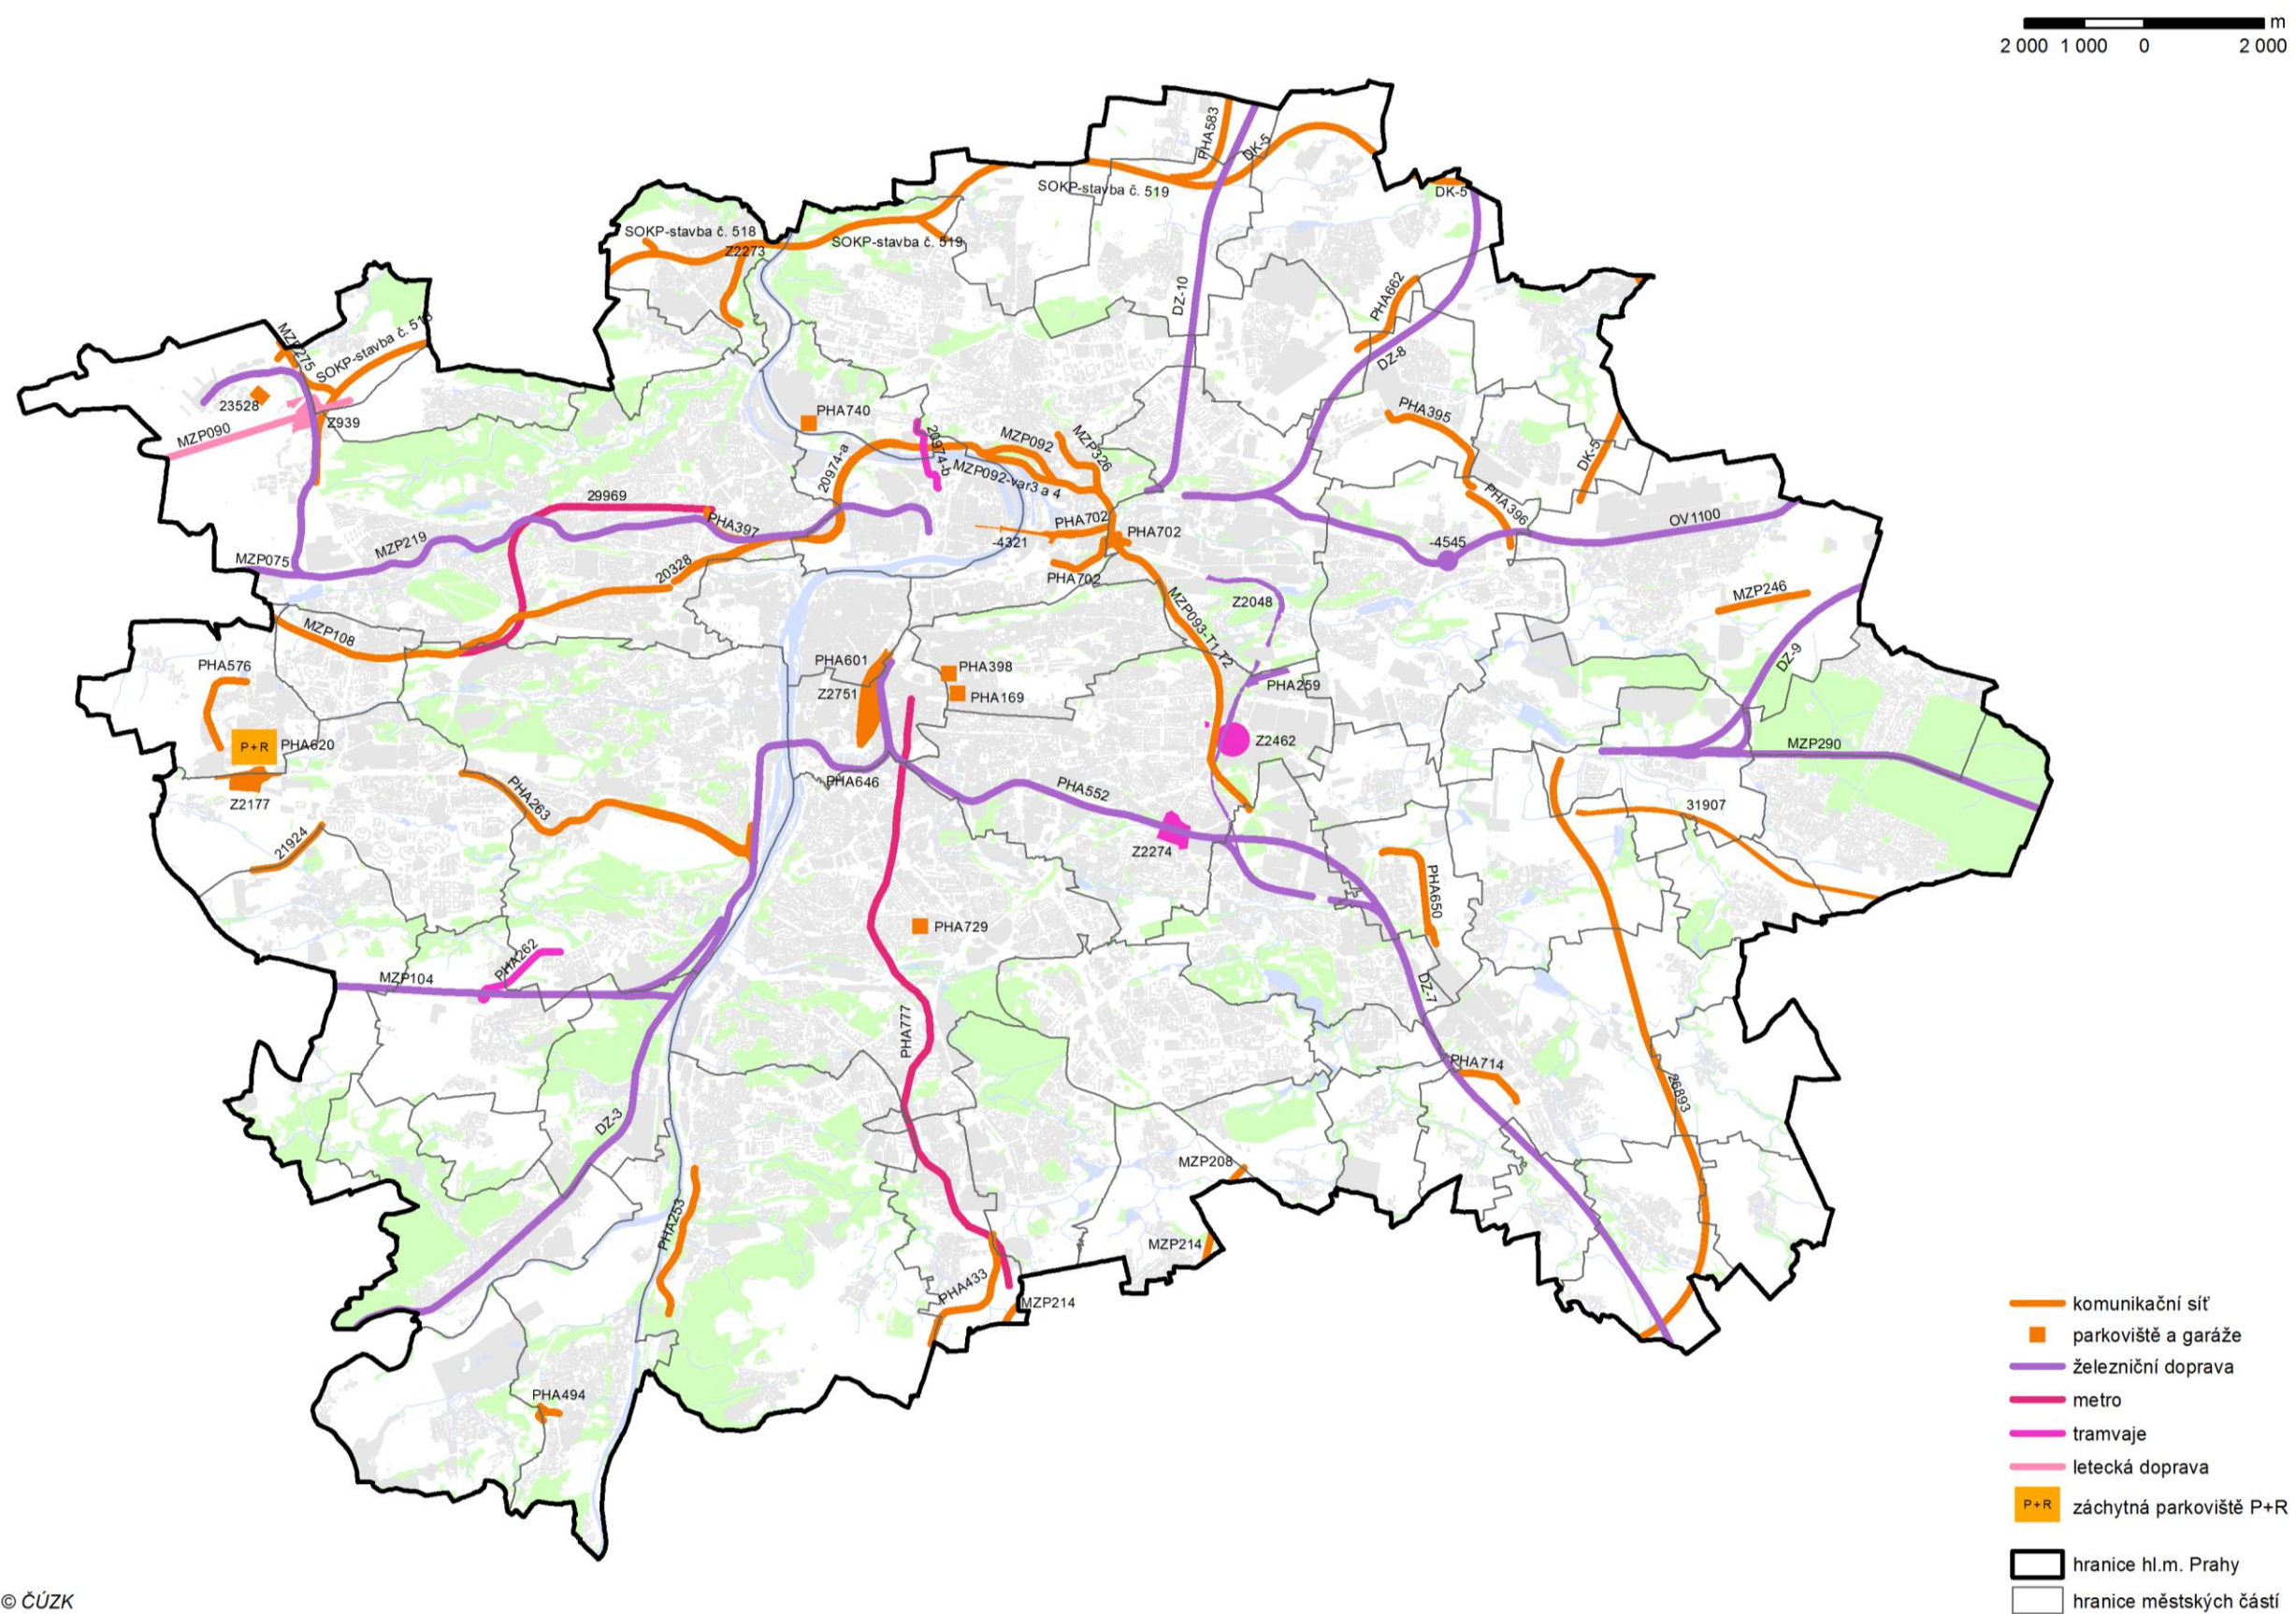 m
2 000 1 000 0 2 000
PHA583
DK-5
SOKP-stavba č. 519
DK-5
SOKP-stavba č. 518
Z2273
SOKP-stavba č. 519
DZ-10
PHA662
MZP275
SOKP-stavba č. 518
DZ-8
23528
Z939
MZP090
PHA740
PHA395
20974-a
20974-b
MZP092
MZP326
MZP092-var3 a 4
DK-5
29969
PHA397
PHA396
PHA702
PHA702
-4321
OV1100
-4545
MZP219
MZP075
20328
PHA702
MZP246
Z2048
MZP093-T1,T2
MZP108
PHA576
PHA601
PHA398
DZ-9
Z2751
PHA169
PHA259
P+R
PHA620
Z2462
MZP290
PHA646
PHA552
Z2177
PHA263
31907
21924
Z2274
PHA650
PHA729
PHA262
MZP104
DZ-7
PHA777
PHA714
26893
DZ-3
MZP208
PHA253
MZP214
PHA433
MZP214
PHA494
komunikační síť
parkoviště a garáže
železniční doprava
metro
tramvaje
letecká doprava
P+R záchytná parkoviště P+R
hranice hl.m. Prahy
hranice městských částí
© ČÚZK